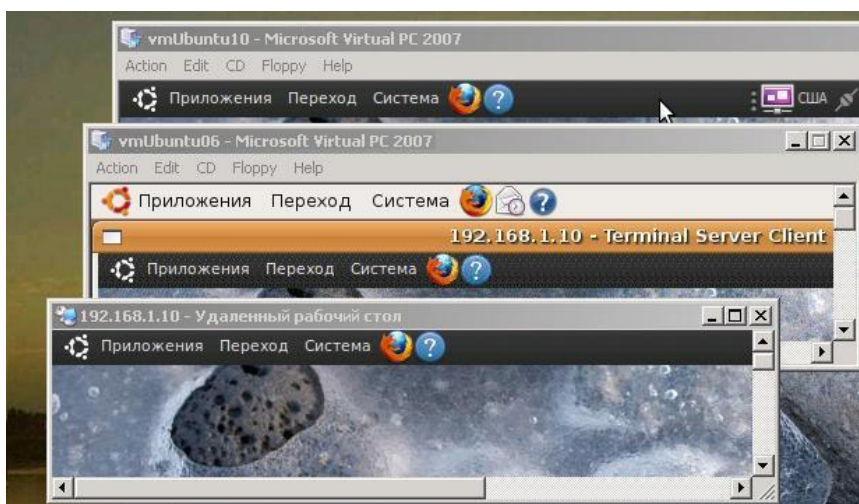 vmUbuntu10 - Microsoft Virtual PC 2007
Action Edit CD Floppy Help
Приложения Переход Система ? США
vmUbuntu06 - Microsoft Virtual PC 2007
Action Edit CD Floppy Help
Приложения Переход Система ?
192.168.1.10 - Terminal Server Client
Приложения Переход Система ?
192.168.1.10 - Удаленный рабочий стол
Приложения Переход Система ?